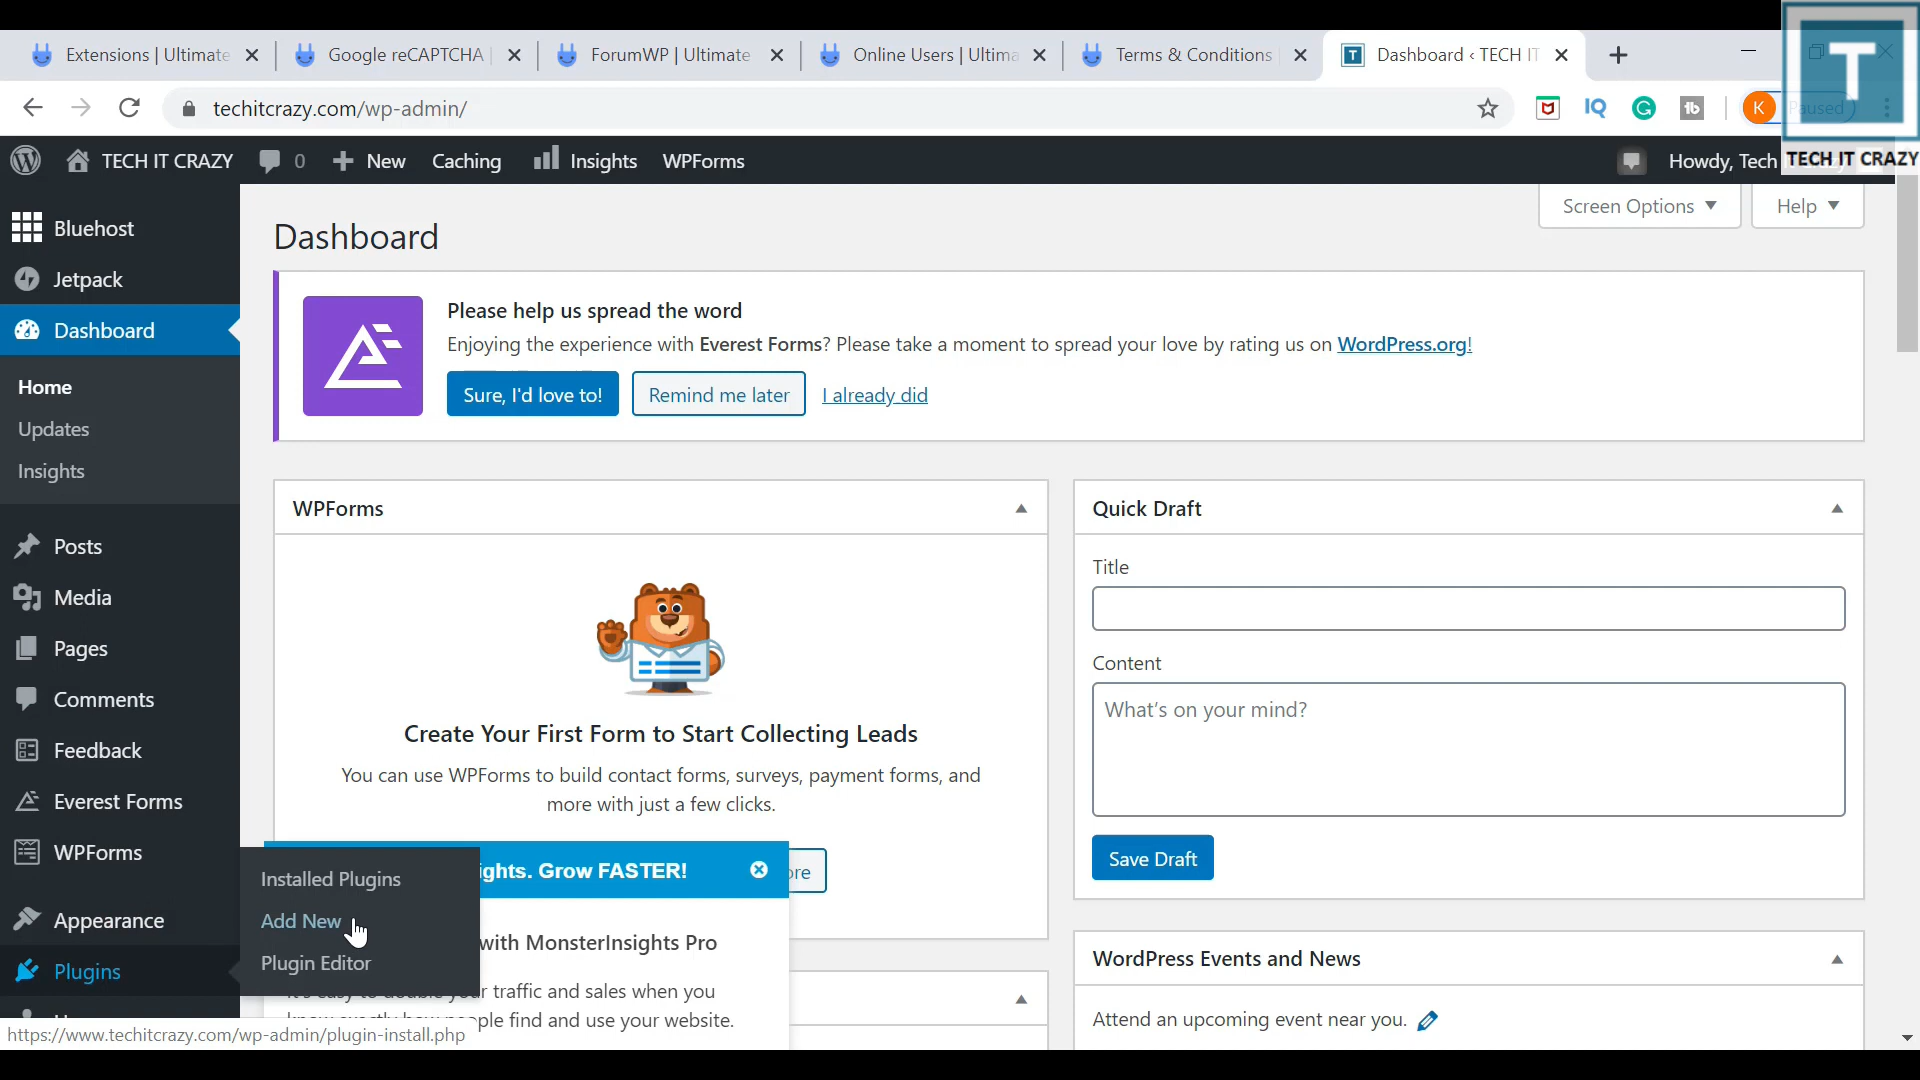 Extensions | Ultimate
Google reCAPTCHA
ForumWP | Ultimate
Online Users | Ultima
Terms & Conditions
Dashboard ‹ TECH IT
techitcrazy.com/wp-admin/
K
Paused
T
TECH IT CRAZY
TECH IT CRAZY
0
New
Caching
Insights
WPForms
Howdy, Tech
Bluehost
Jetpack
Dashboard
Home
Updates
Insights
Posts
Media
Pages
Comments
Feedback
Everest Forms
WPForms
Appearance
Plugins
Installed Plugins
Add New
Plugin Editor
https://www.techitcrazy.com/wp-admin/plugin-install.php
Screen Options
Help
Dashboard
Please help us spread the word
Enjoying the experience with Everest Forms? Please take a moment to spread your love by rating us on WordPress.org!
Sure, I'd love to!
Remind me later
I already did
WPForms
Create Your First Form to Start Collecting Leads
You can use WPForms to build contact forms, surveys, payment forms, and
more with just a few clicks.
ights. Grow FASTER!
ore
with MonsterInsights Pro
traffic and sales when you
people find and use your website.
Quick Draft
Title
Content
What's on your mind?
Save Draft
WordPress Events and News
Attend an upcoming event near you.